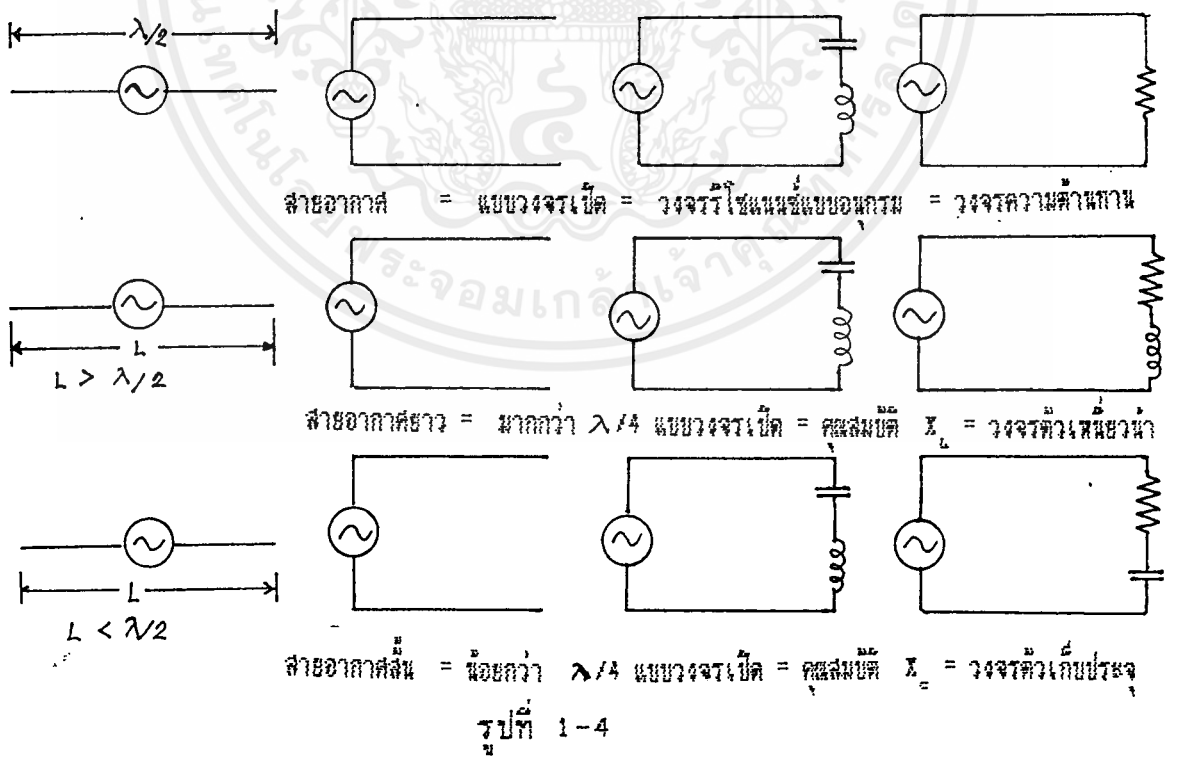 λ/2
สายอากาศ = แบบวงจรเปิด = วงจรรีโซแนนซ์แบบอนุกรม = วงจรความต้านทาน
L
L > λ/2
สายอากาศยาว = มากกว่า λ/4 แบบวงจรเปิด = คุณสมบัติ X_L = วงจรตัวเหนี่ยวนำ
L
L < λ/2
สายอากาศสั้น = น้อยกว่า λ/4 แบบวงจรเปิด = คุณสมบัติ X_c = วงจรตัวเก็บประจุ
รูปที่ 1-4